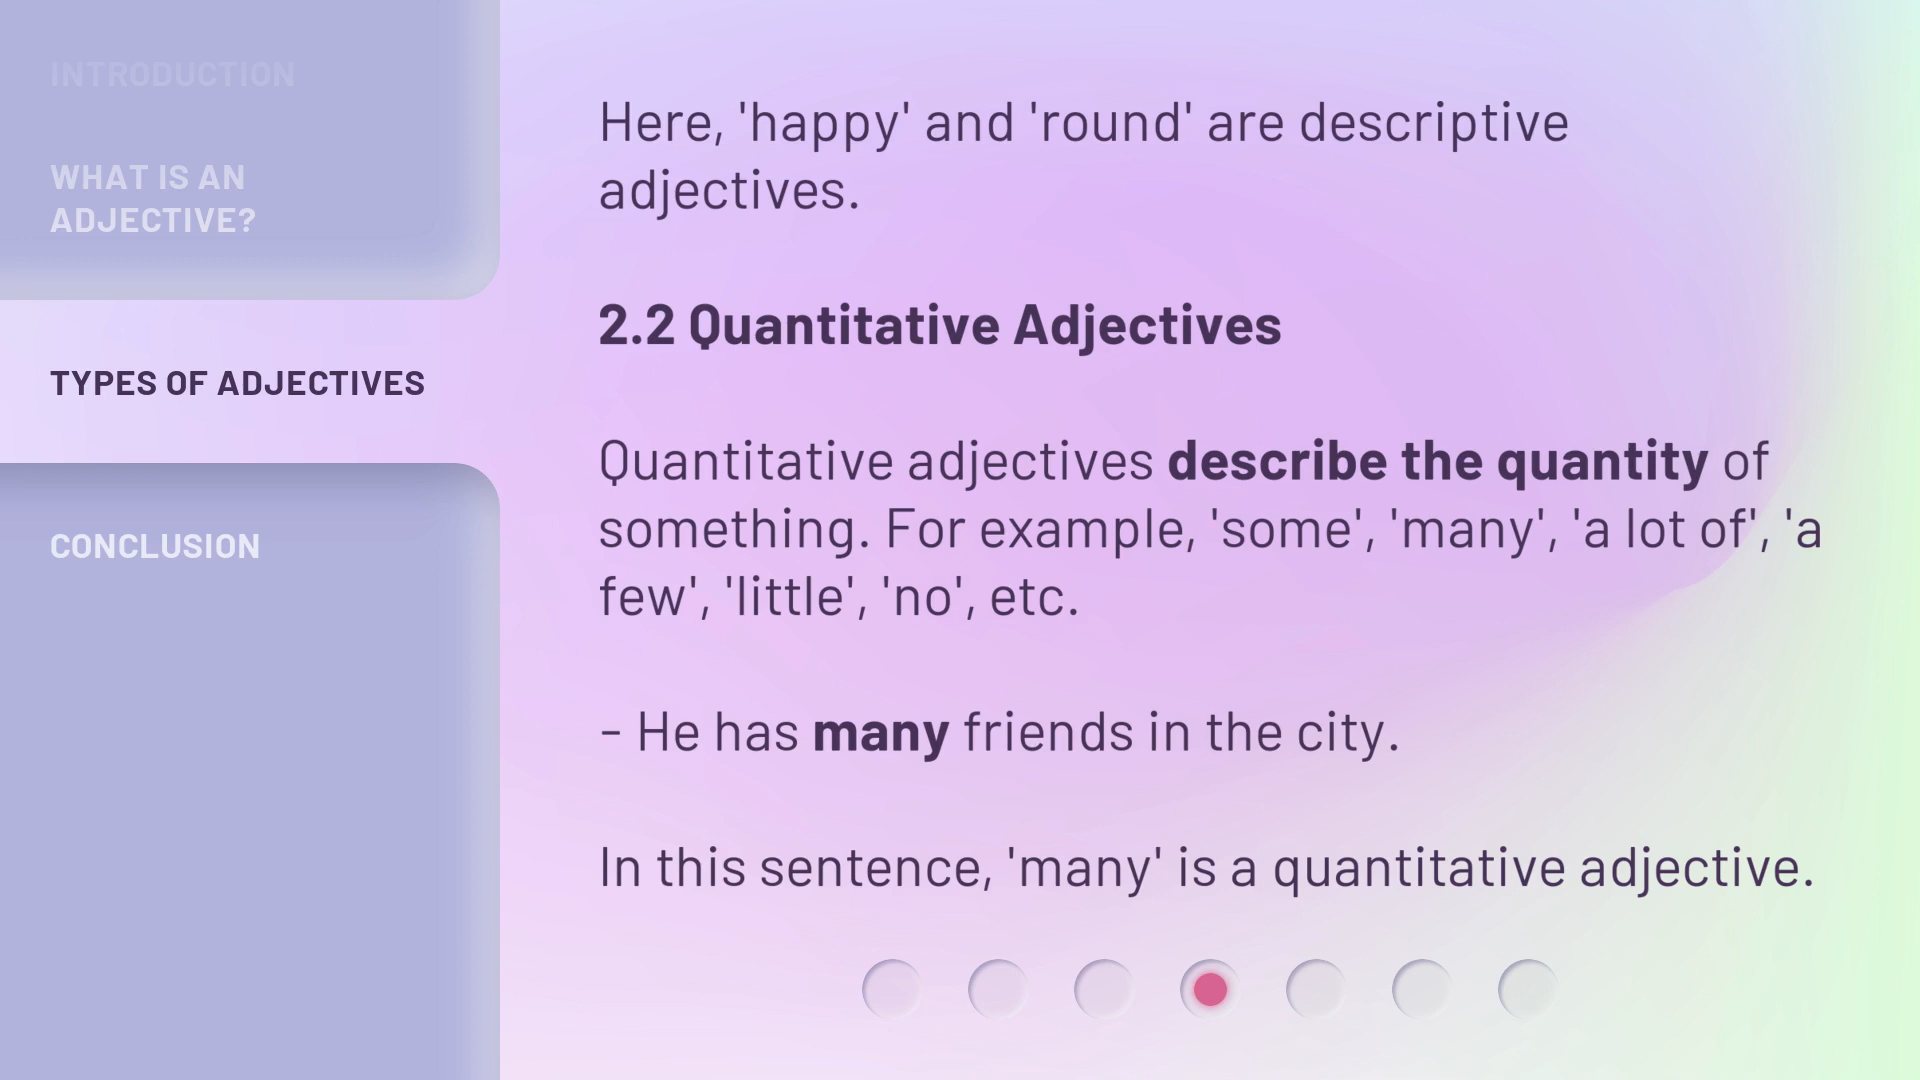 INTRODUCTION
WHAT IS AN
ADJECTIVE?
TYPES OF ADJECTIVES
CONCLUSION
Here, 'happy' and 'round' are descriptive
adjectives.
2.2 Quantitative Adjectives
Quantitative adjectives describe the quantity of
something. For example, 'some', 'many', 'a lot of', 'a
few', 'little', 'no', etc.
- He has many friends in the city.
In this sentence, 'many' is a quantitative adjective.